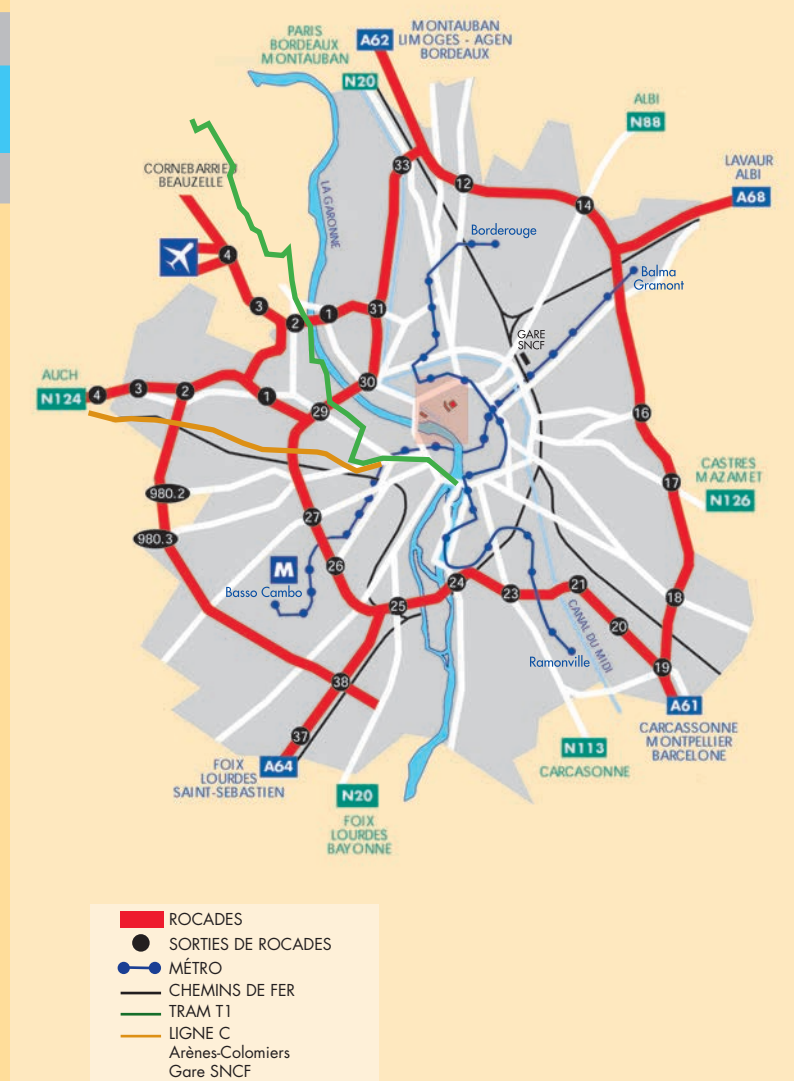 PARIS
BORDEAUX
MONTAUBAN
N20
A62
MONTAUBAN
LIMOGES - AGEN
BORDEAUX
ALBI
N88
LAVAUR
ALBI
A68
CORNEBARRIEU
BEAUZELLE
LA GARONNE
33
12
14
4
Borderouge
Balma
Gramont
3
2
1
31
GARE
SNCF
AUCH
N124
4
3
2
1
30
29
16
17
CASTRES
MAZAMET
N126
980.2
980.3
27
26
M
Basso Cambo
25
24
23
21
20
CANAL DU MIDI
18
19
Ramonville
38
37
A64
FOIX
LOURDES
SAINT-SEBASTIEN
N20
FOIX
LOURDES
BAYONNE
N113
CARCASONNE
A61
CARCASSONNE
MONTPELLIER
BARCELONE
ROCADES
SORTIES DE ROCADES
MÉTRO
CHEMINS DE FER
TRAM T1
LIGNE C
Arènes-Colomiers
Gare SNCF